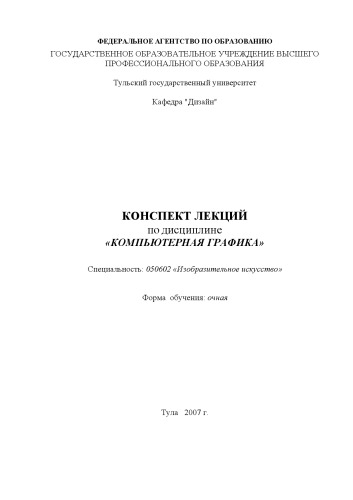 ФЕДЕРАЛЬНОЕ АГЕНТСТВО ПО ОБРАЗОВАНИЮ
ГОСУДАРСТВЕННОЕ ОБРАЗОВАТЕЛЬНОЕ УЧРЕЖДЕНИЕ ВЫСШЕГО
ПРОФЕССИОНАЛЬНОГО ОБРАЗОВАНИЯ
Тульский государственный университет
Кафедра "Дизайн"
КОНСПЕКТ ЛЕКЦИЙ
по дисциплине
«КОМПЬЮТЕРНАЯ ГРАФИКА»
Специальность: 050602 «Изобразительное искусство»
Форма обучения: очная
Тула 2007 г.